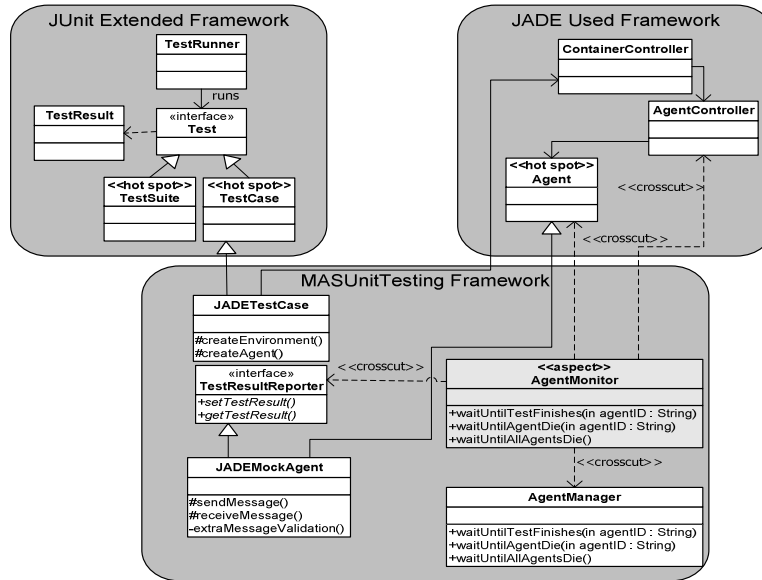 JUnit Extended Framework
TestRunner
runs
TestResult
«interface»
Test
<<hot spot>>
TestSuite
<<hot spot>>
TestCase
JADE Used Framework
ContainerController
AgentController
<<hot spot>>
Agent
<<crosscut>>
<<crosscut>>
MASUnitTesting Framework
JADETestCase
#createEnvironment()
#createAgent()
«interface»
TestResultReporter
+setTestResult()
+getTestResult()
<<crosscut>>
JADEMockAgent
#sendMessage()
#receiveMessage()
-extraMessageValidation()
<<aspect>>
AgentMonitor
+waitUntilTestFinishes(in agentID : String)
+waitUntilAgentDie(in agentID : String)
+waitUntilAllAgentsDie()
<<crosscut>>
AgentManager
+waitUntilTestFinishes(in agentID : String)
+waitUntilAgentDie(in agentID : String)
+waitUntilAllAgentsDie()